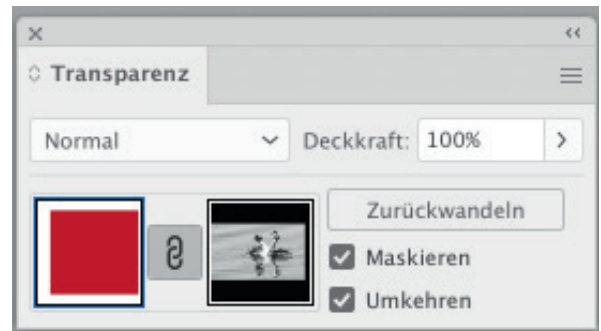 Transparenz
Normal
Deckkraft: 100%
Zurückwandeln
Maskieren
Umkehren